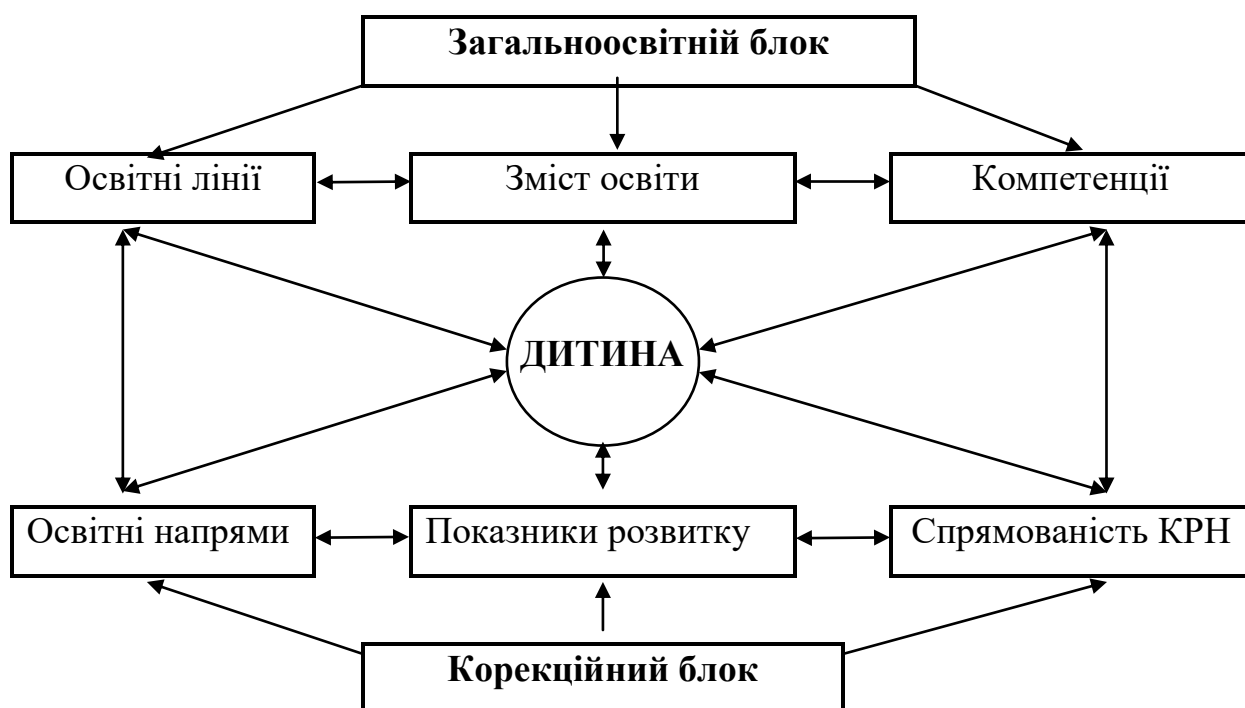 Загальноосвітній блок
Освітні лінії
Зміст освіти
Компетенції
ДИТИНА
Освітні напрями
Показники розвитку
Спрямованість КРН
Корекційний блок